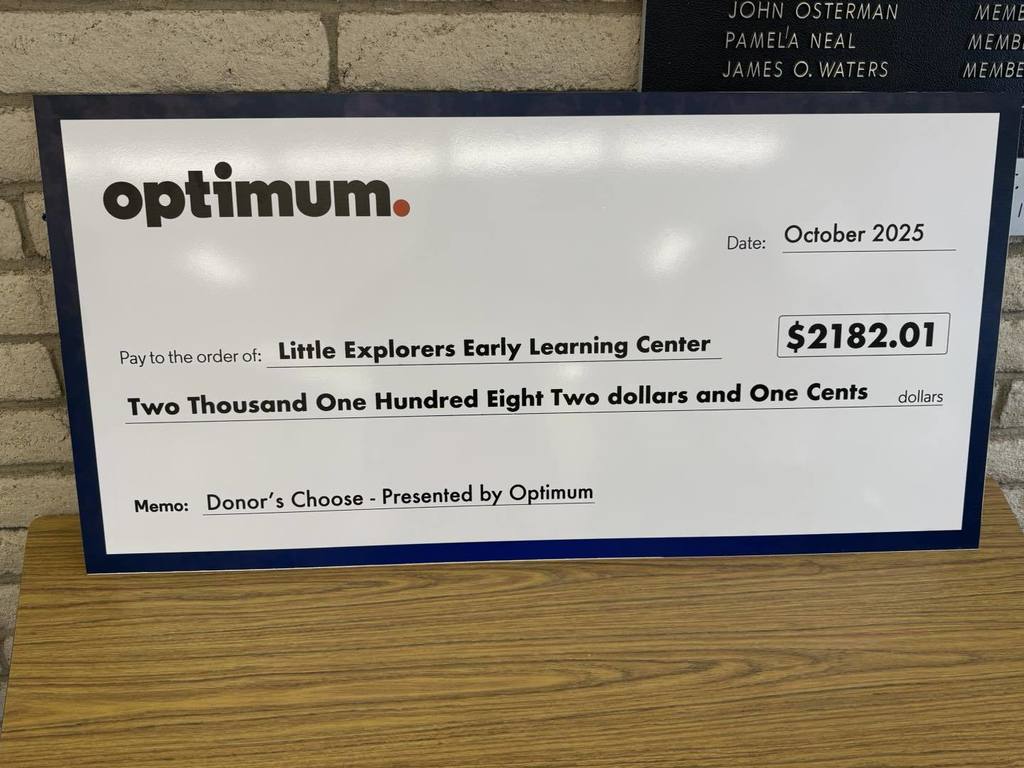 JOHN OSTERMAN MEMB
PAMELA NEAL MEMB
JAMES O. WATERS MEMBE
optimum.
Date: October 2025
Pay to the order of: Little Explorers Early Learning Center $2182.01
Two Thousand One Hundred Eight Two dollars and One Cents dollars
Memo: Donor's Choose - Presented by Optimum